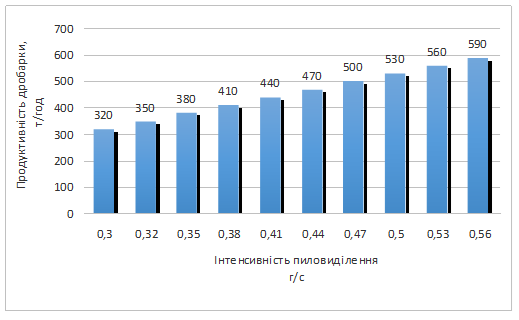 Продуктивність дробарки,
т/год
700
600
500
400
300
200
100
0
320 350 380 410 440 470 500 530 560 590
0,3 0,32 0,35 0,38 0,41 0,44 0,47 0,5 0,53 0,56
Інтенсивність пиловиділення
г/с